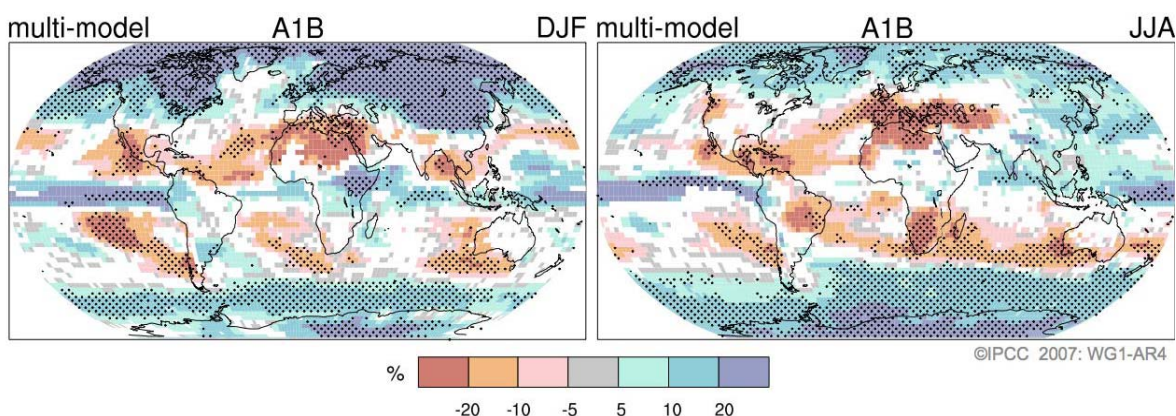 multi-model A1B DJF
multi-model A1B JJA
©IPCC 2007: WG1-AR4
%
-20 -10 -5 5 10 20